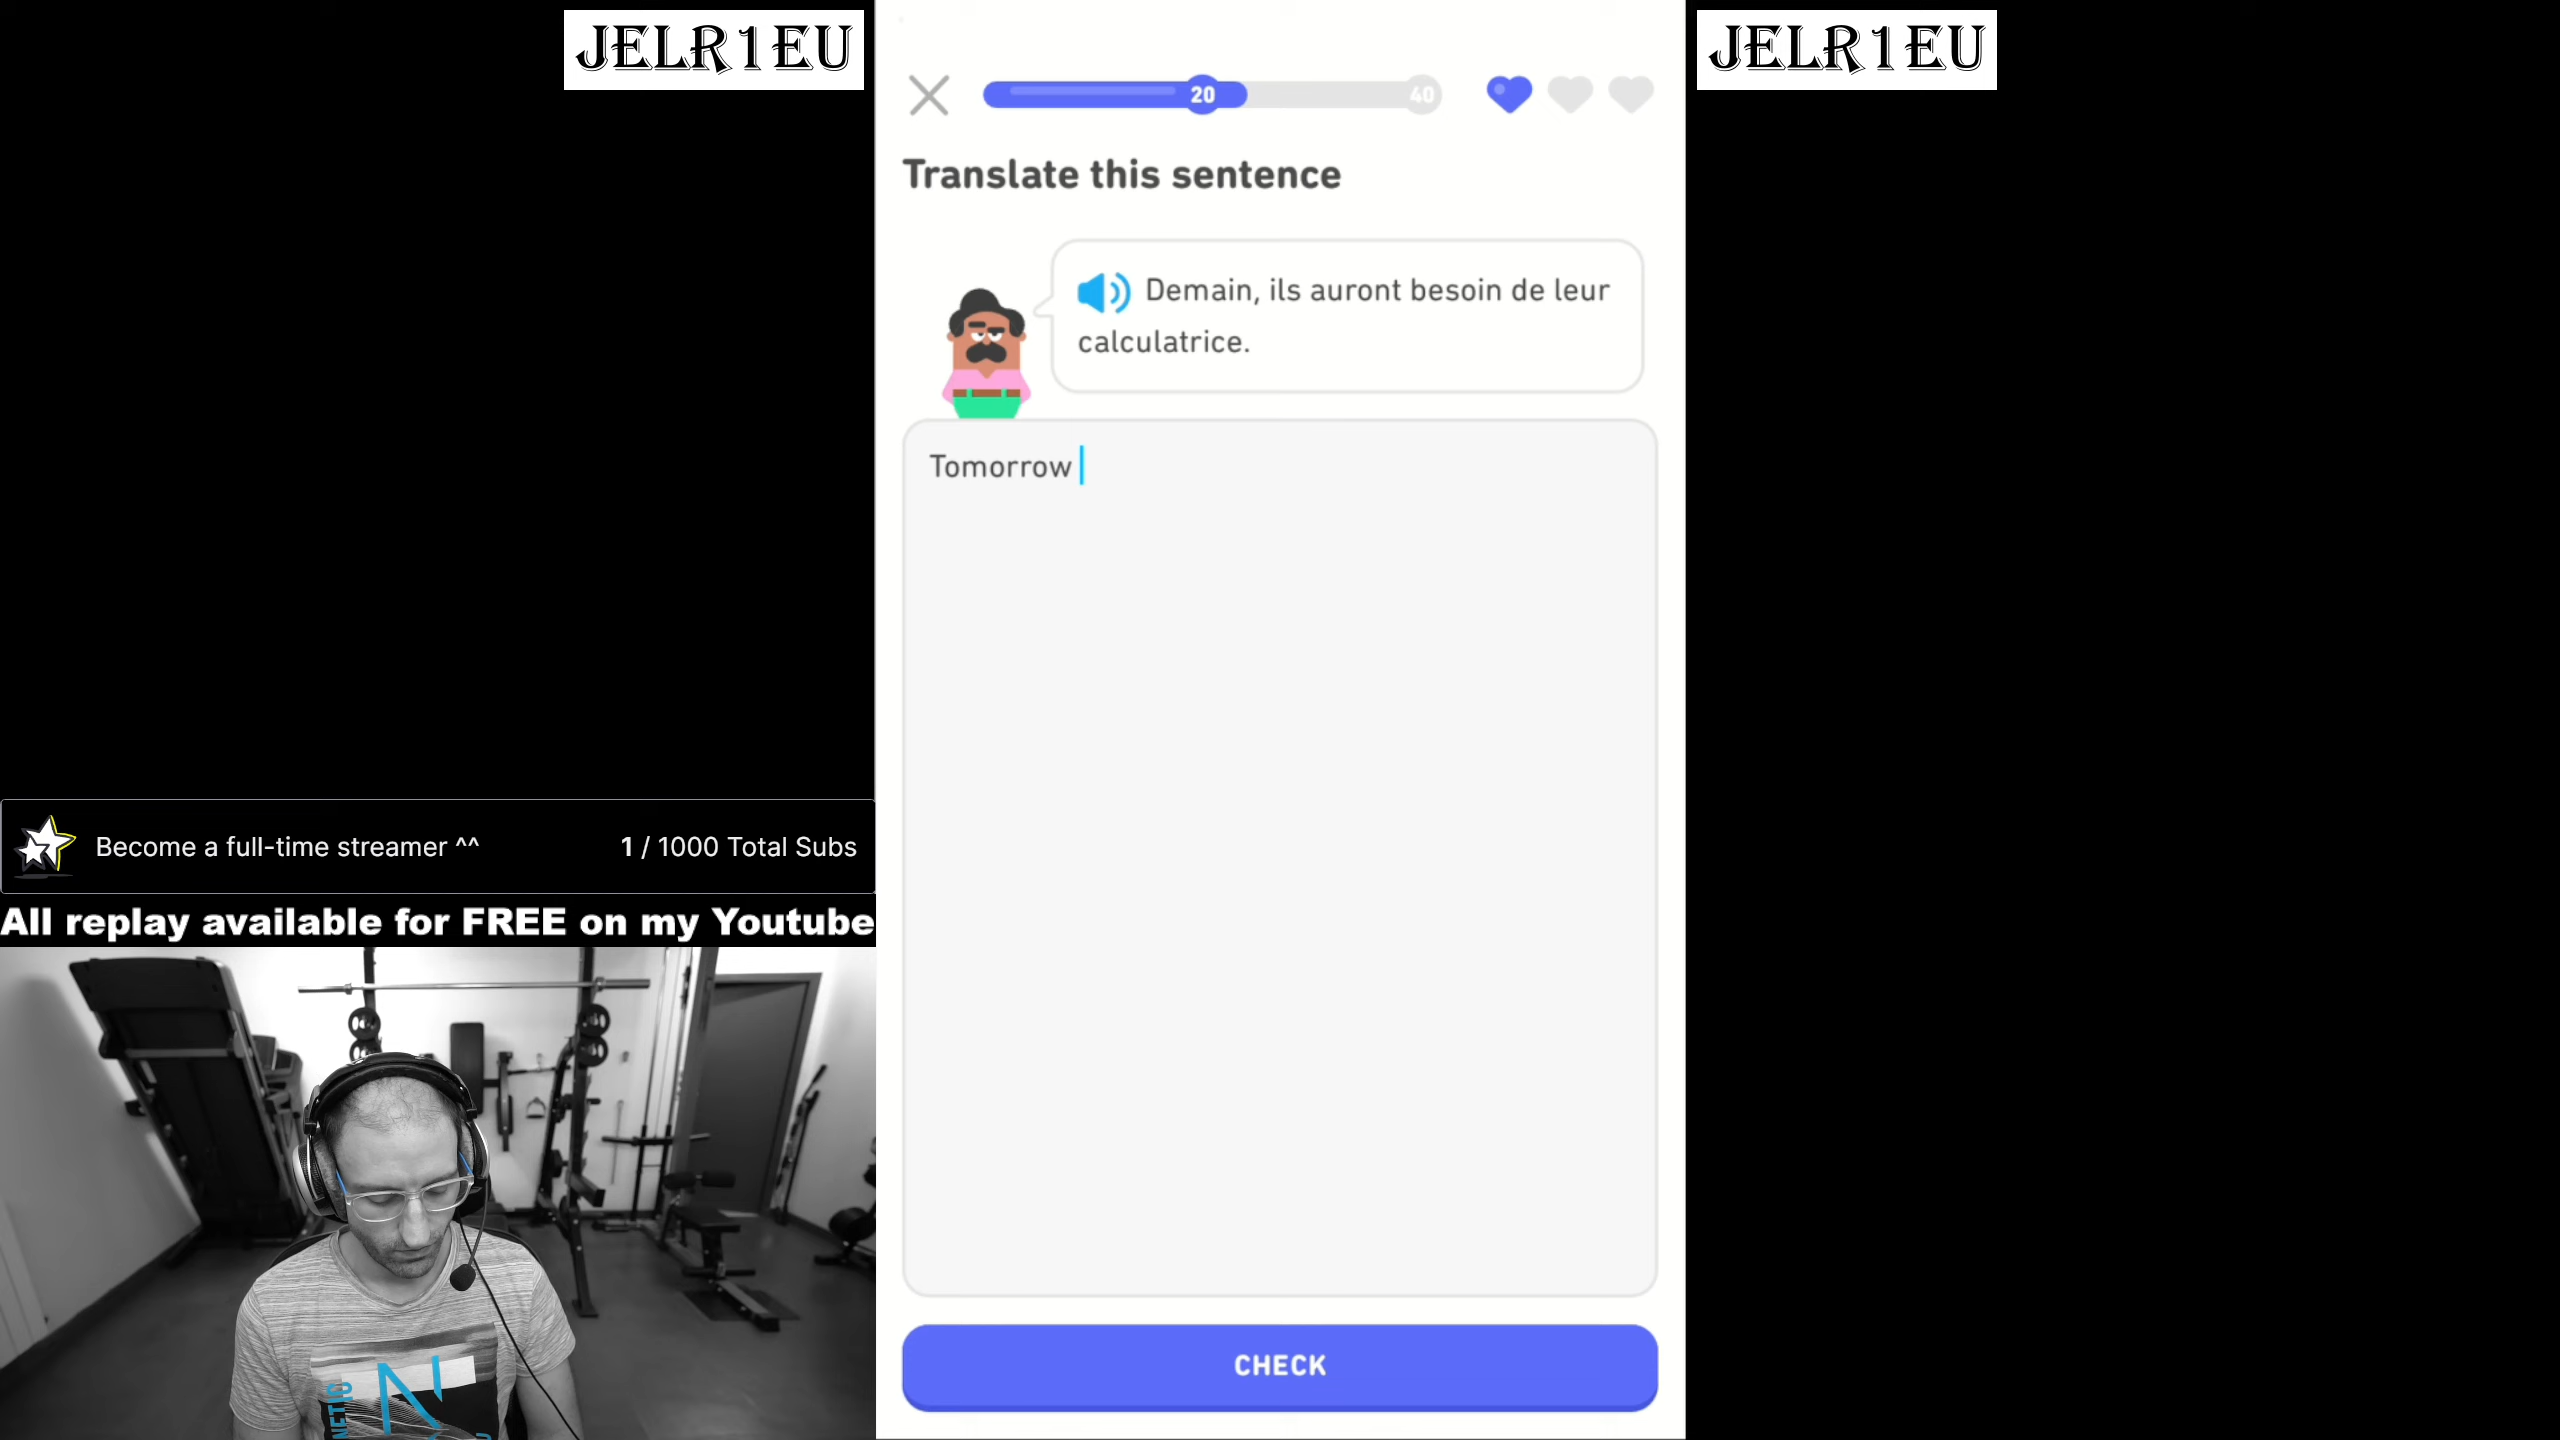 JELR1EU
JELR1EU
20
40
Translate this sentence
Demain, ils auront besoin de leur
calculatrice.
Tomorrow
CHECK
Become a full-time streamer ^^
1 / 1000 Total Subs
All replay available for FREE on my Youtube
N